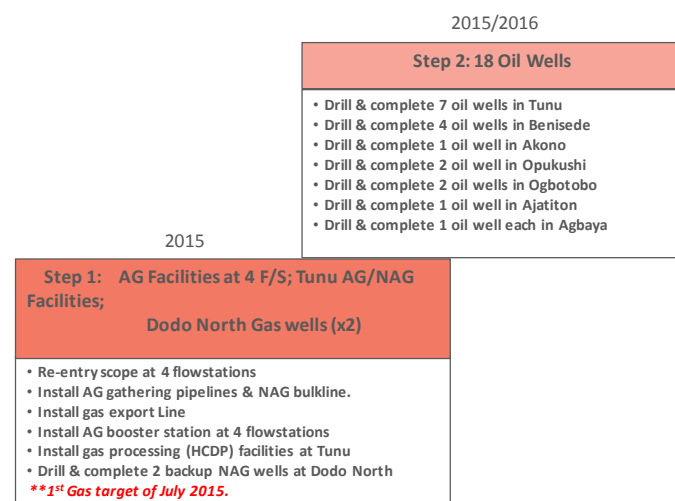 2015/2016
Step 2: 18 Oil Wells
• Drill & complete 7 oil wells in Tunu
• Drill & complete 4 oil wells in Benisede
• Drill & complete 1 oil well in Akono
• Drill & complete 2 oil well in Opukushi
• Drill & complete 2 oil wells in Ogbotobo
• Drill & complete 1 oil well in Ajatiton
• Drill & complete 1 oil well each in Agbaya
2015
Step 1: AG Facilities at 4 F/S; Tunu AG/NAG
Facilities;
Dodo North Gas wells (x2)
• Re-entry scope at 4 flowstations
• Install AG gathering pipelines & NAG bulkline.
• Install gas export Line
• Install AG booster station at 4 flowstations
• Install gas processing (HCDP) facilities at Tunu
• Drill & complete 2 backup NAG wells at Dodo North
**1st Gas target of July 2015.